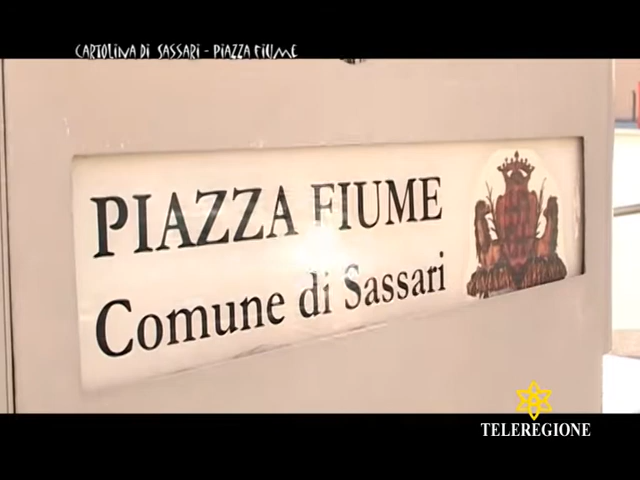 CARTOLINA DI SASSARI - PIAZZA FIUME
PIAZZA FIUME
Comune di Sassari
TELEREGIONE